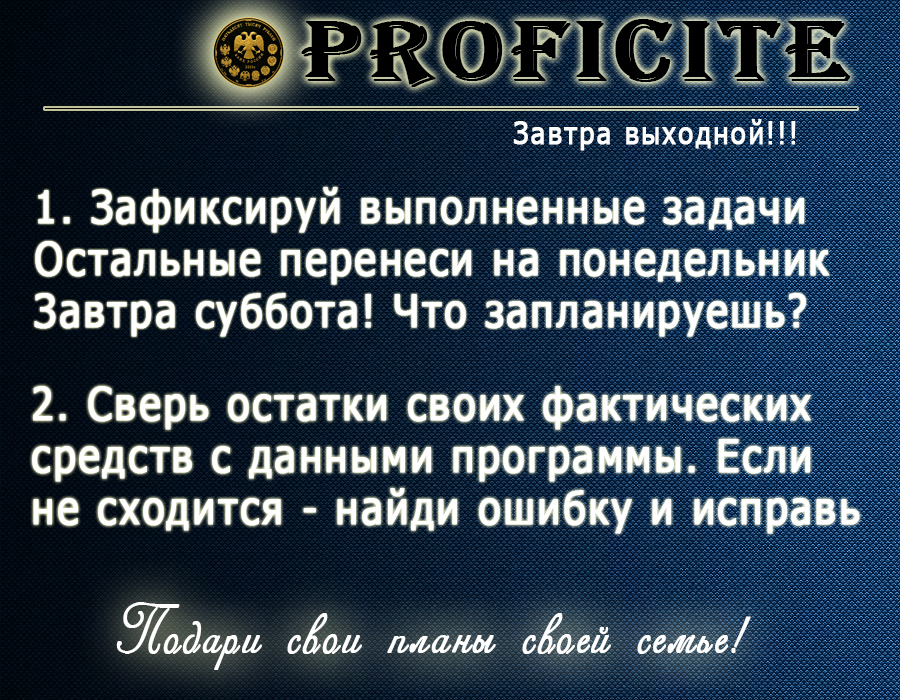 PROFICITE
Завтра выходной!!!
1. Зафиксируй выполненные задачи
Остальные перенеси на понедельник
Завтра суббота! Что запланируешь?
2. Сверь остатки своих фактических
средств с данными программы. Если
не сходится - найди ошибку и исправь
Подари свои планы своей семье!